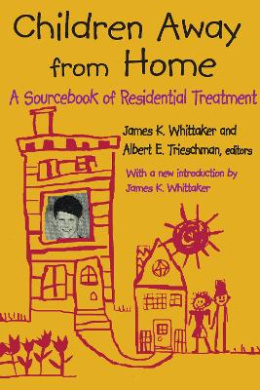 Children Away
from Home
A Sourcebook of Residential Treatment
James K. Whittaker and
Albert E. Trieschman, editors
With a new introduction by
James K. Whittaker